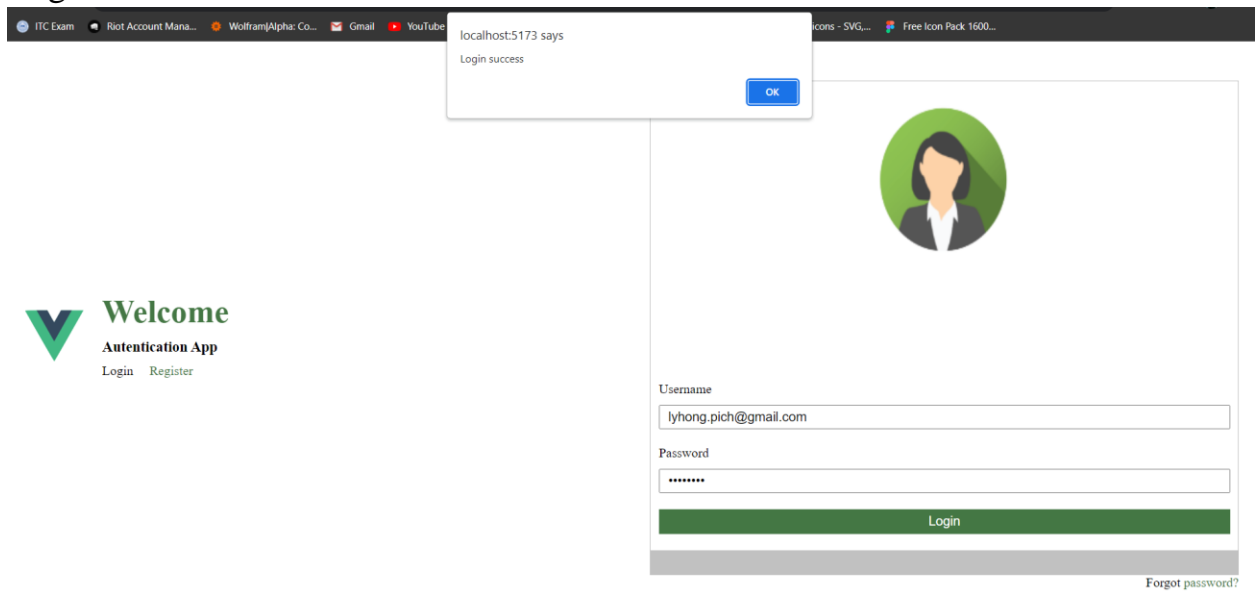 ITC Exam Riot Account Mana... Wolfram|Alpha: Co... Gmail YouTube icons - SVG,... Free Icon Pack 1600...
localhost:5173 says
Login success
OK
Welcome
Autentication App
Login Register
Username
lyhong.pich@gmail.com
Password
Login
Forgot password?